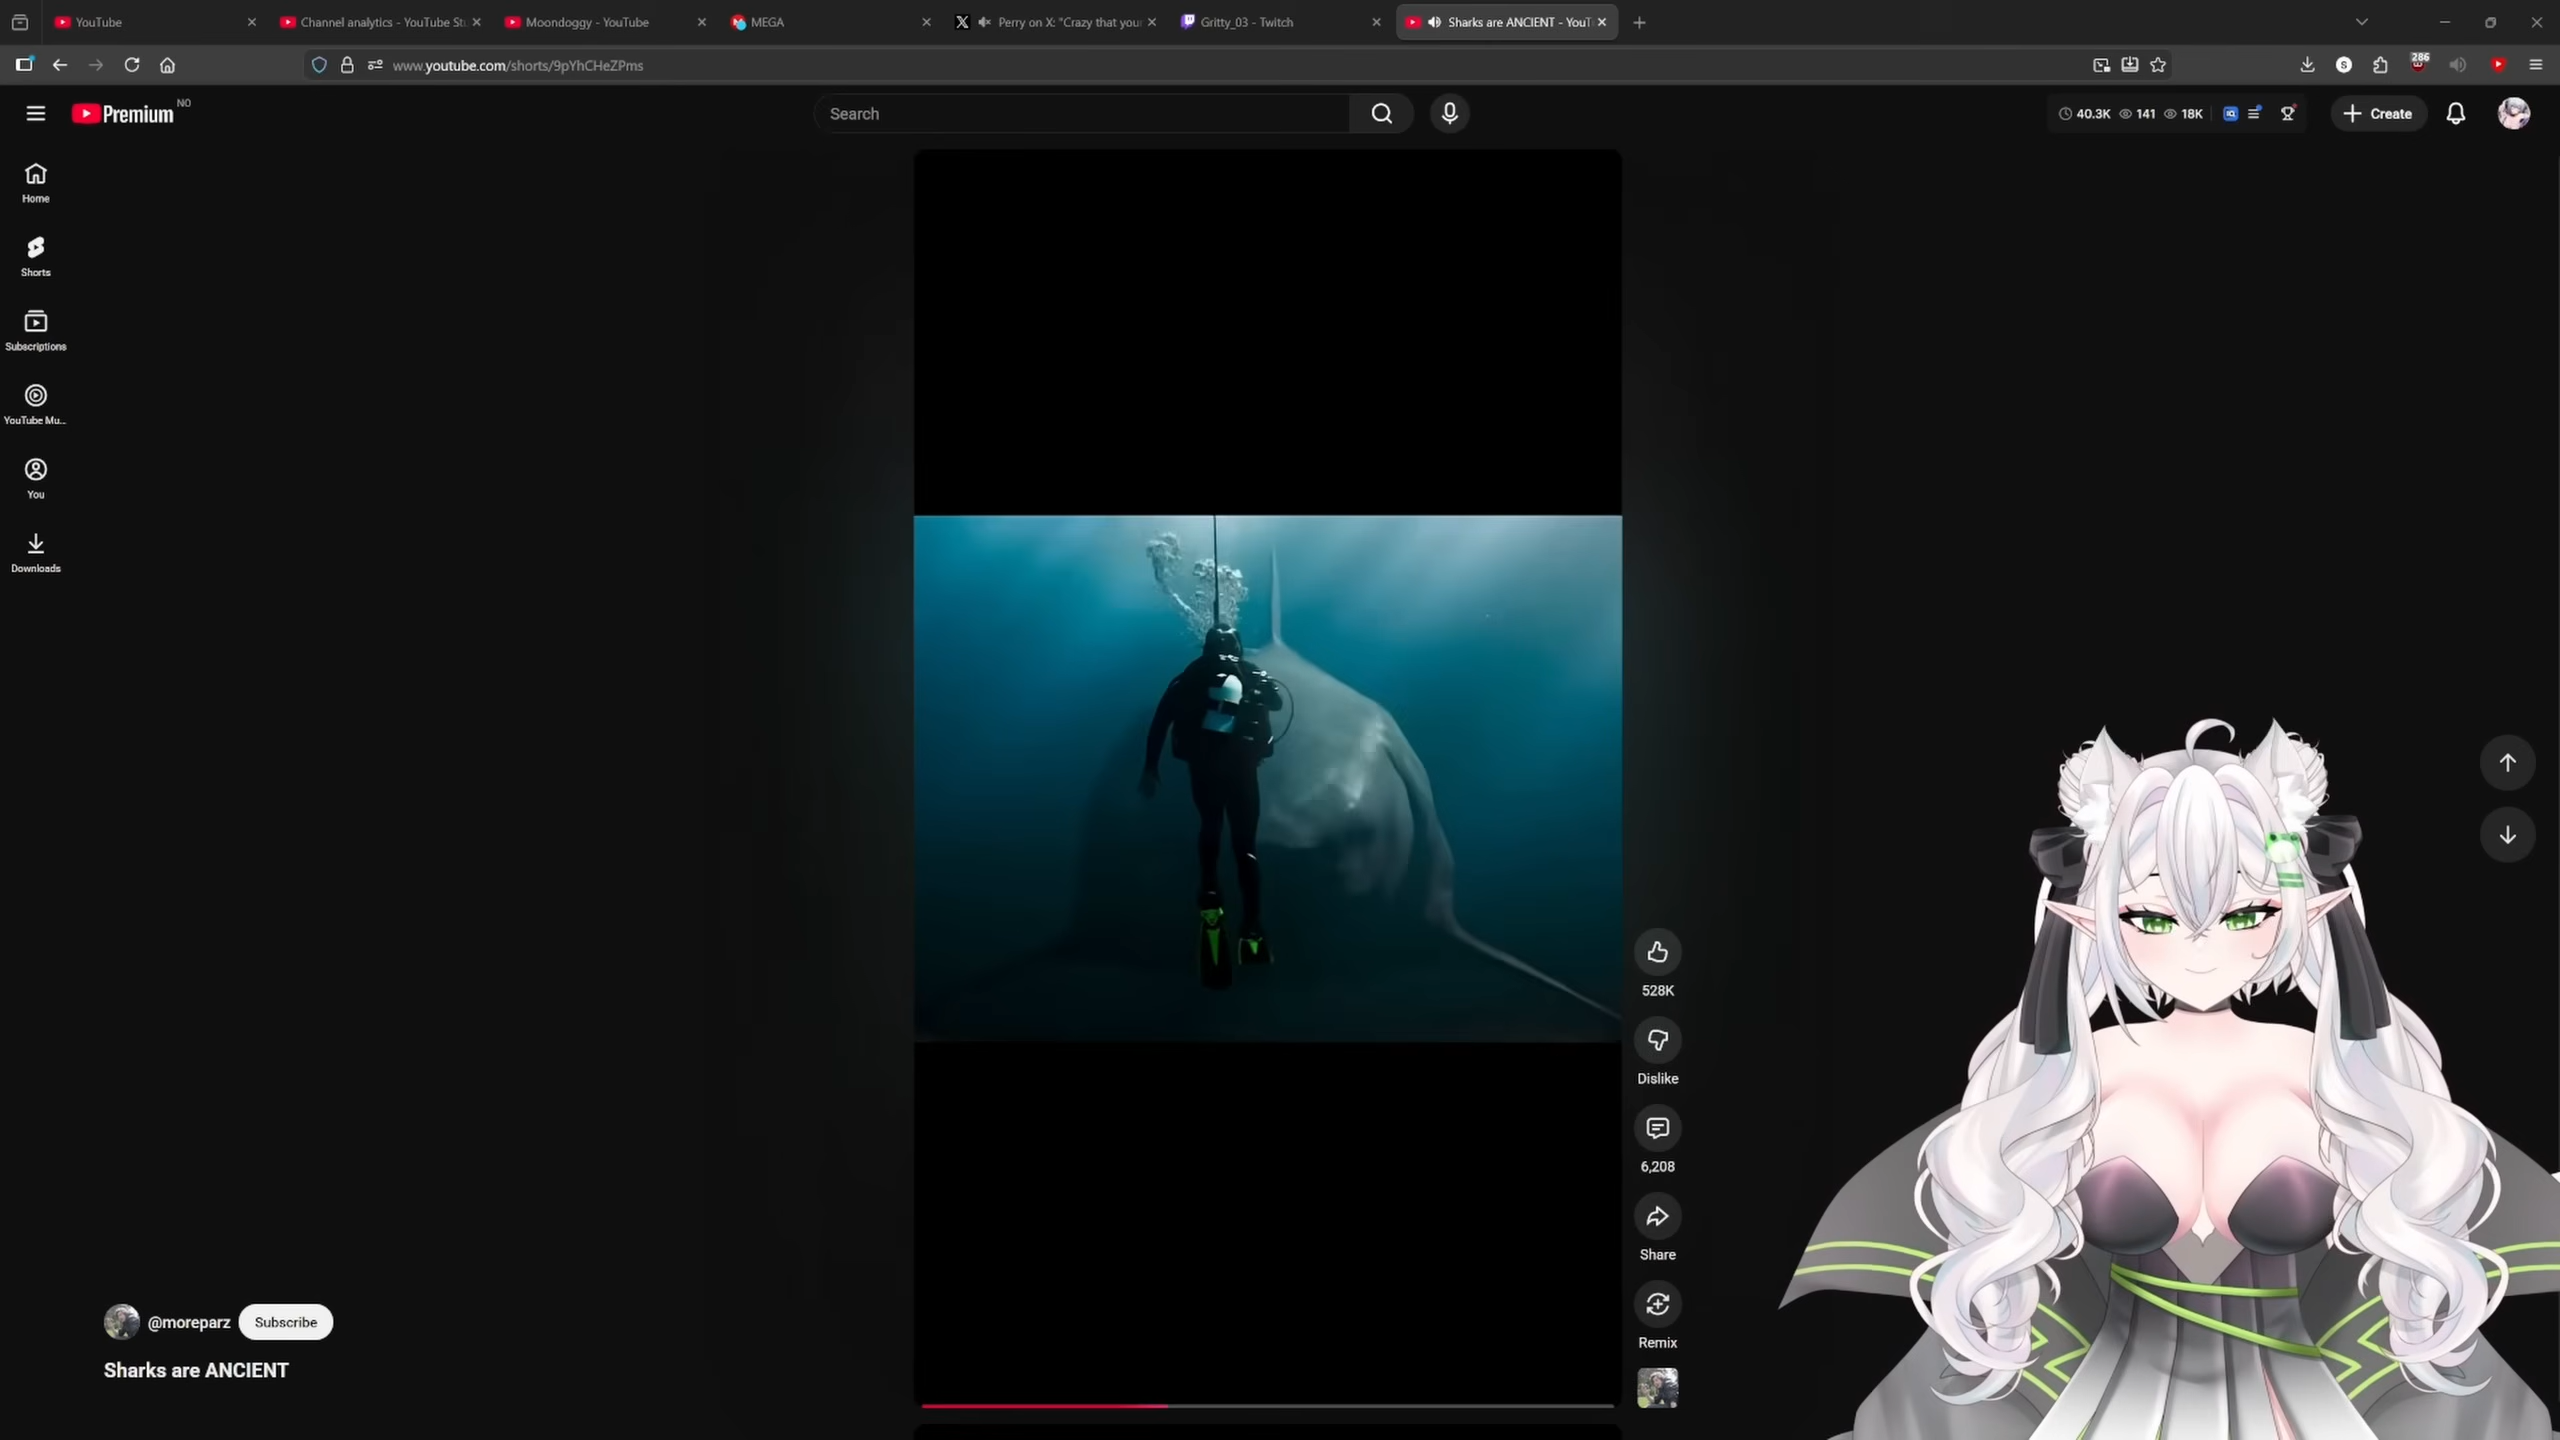 YouTube
Channel analytics - YouTube St
Moondoggy - YouTube
MEGA
Perry on X: "Crazy that your
Gritty_03 - Twitch
Sharks are ANCIENT - YouT
www.youtube.com/shorts/9pYhCHeZPms
286
Premium NO
Search
40.3K
141
18K
Create
Home
Shorts
Subscriptions
YouTube Mu...
You
Downloads
528K
Dislike
6,208
Share
Remix
@moreparz
Subscribe
Sharks are ANCIENT